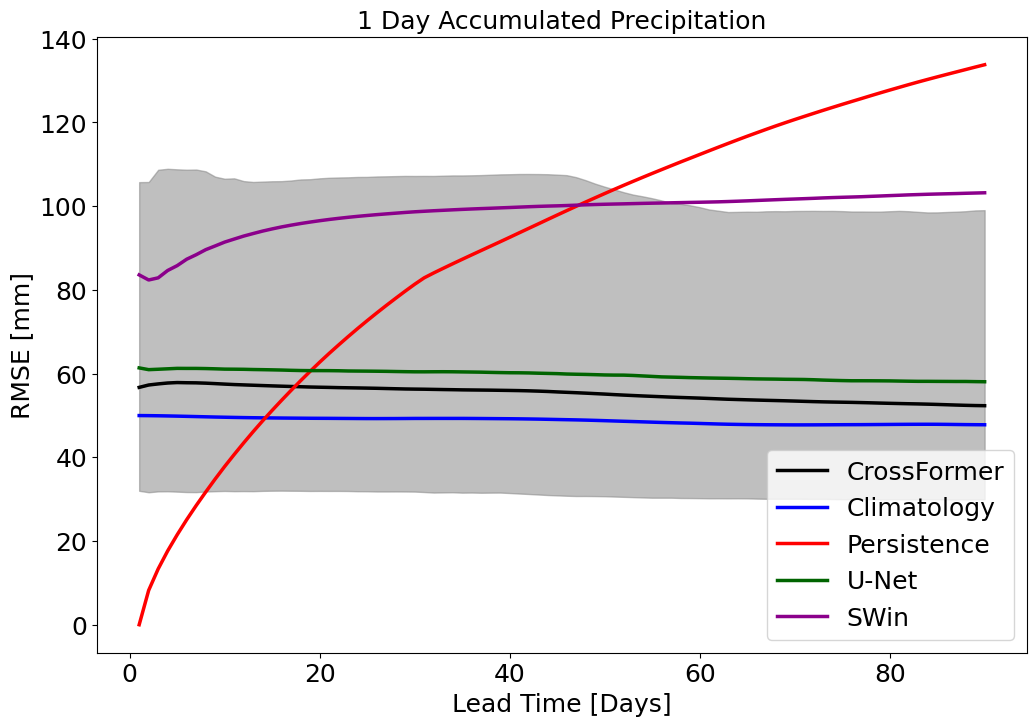 1 Day Accumulated Precipitation
RMSE [mm]
140
120
100
80
60
40
20
0
0 20 40 60 80
Lead Time [Days]
CrossFormer
Climatology
Persistence
U-Net
SWin